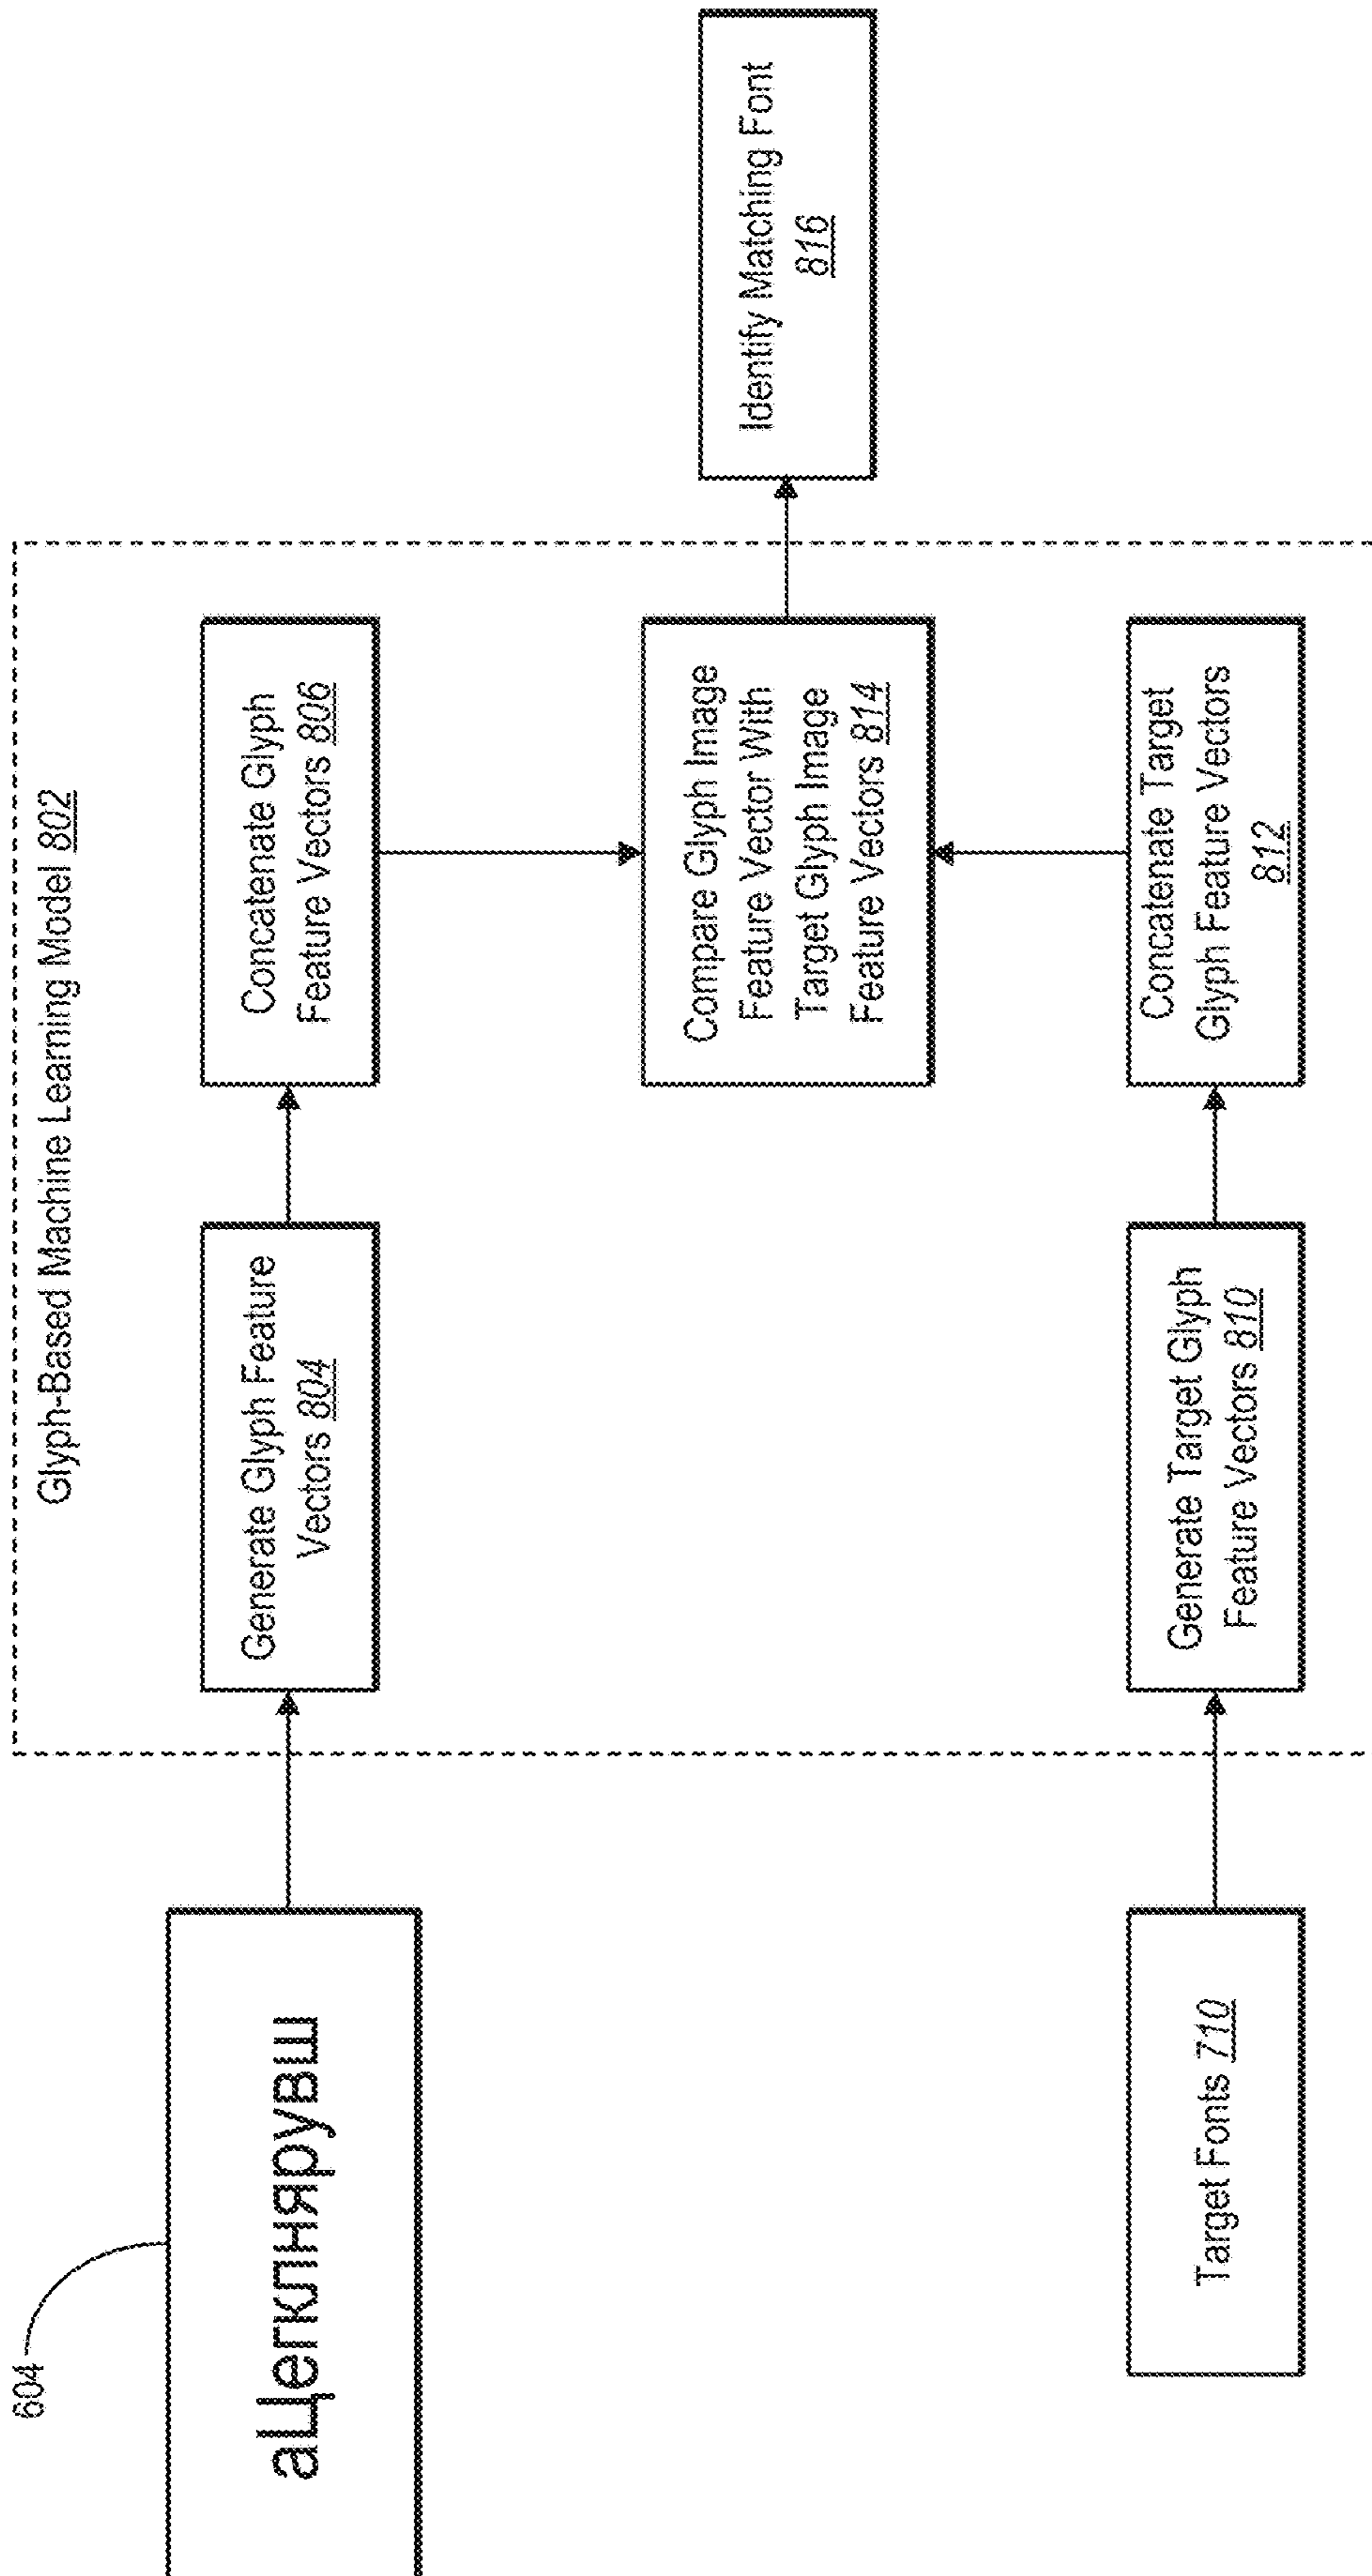 604
аЦегклнярувш
Glyph-Based Machine Learning Model 802
Generate Glyph Feature
Vectors 804
Concatenate Glyph
Feature Vectors 806
Compare Glyph Image
Feature Vector With
Target Glyph Image
Feature Vectors 814
Identify Matching Font
816
Target Fonts 710
Generate Target Glyph
Feature Vectors 810
Concatenate Target
Glyph Feature Vectors
812